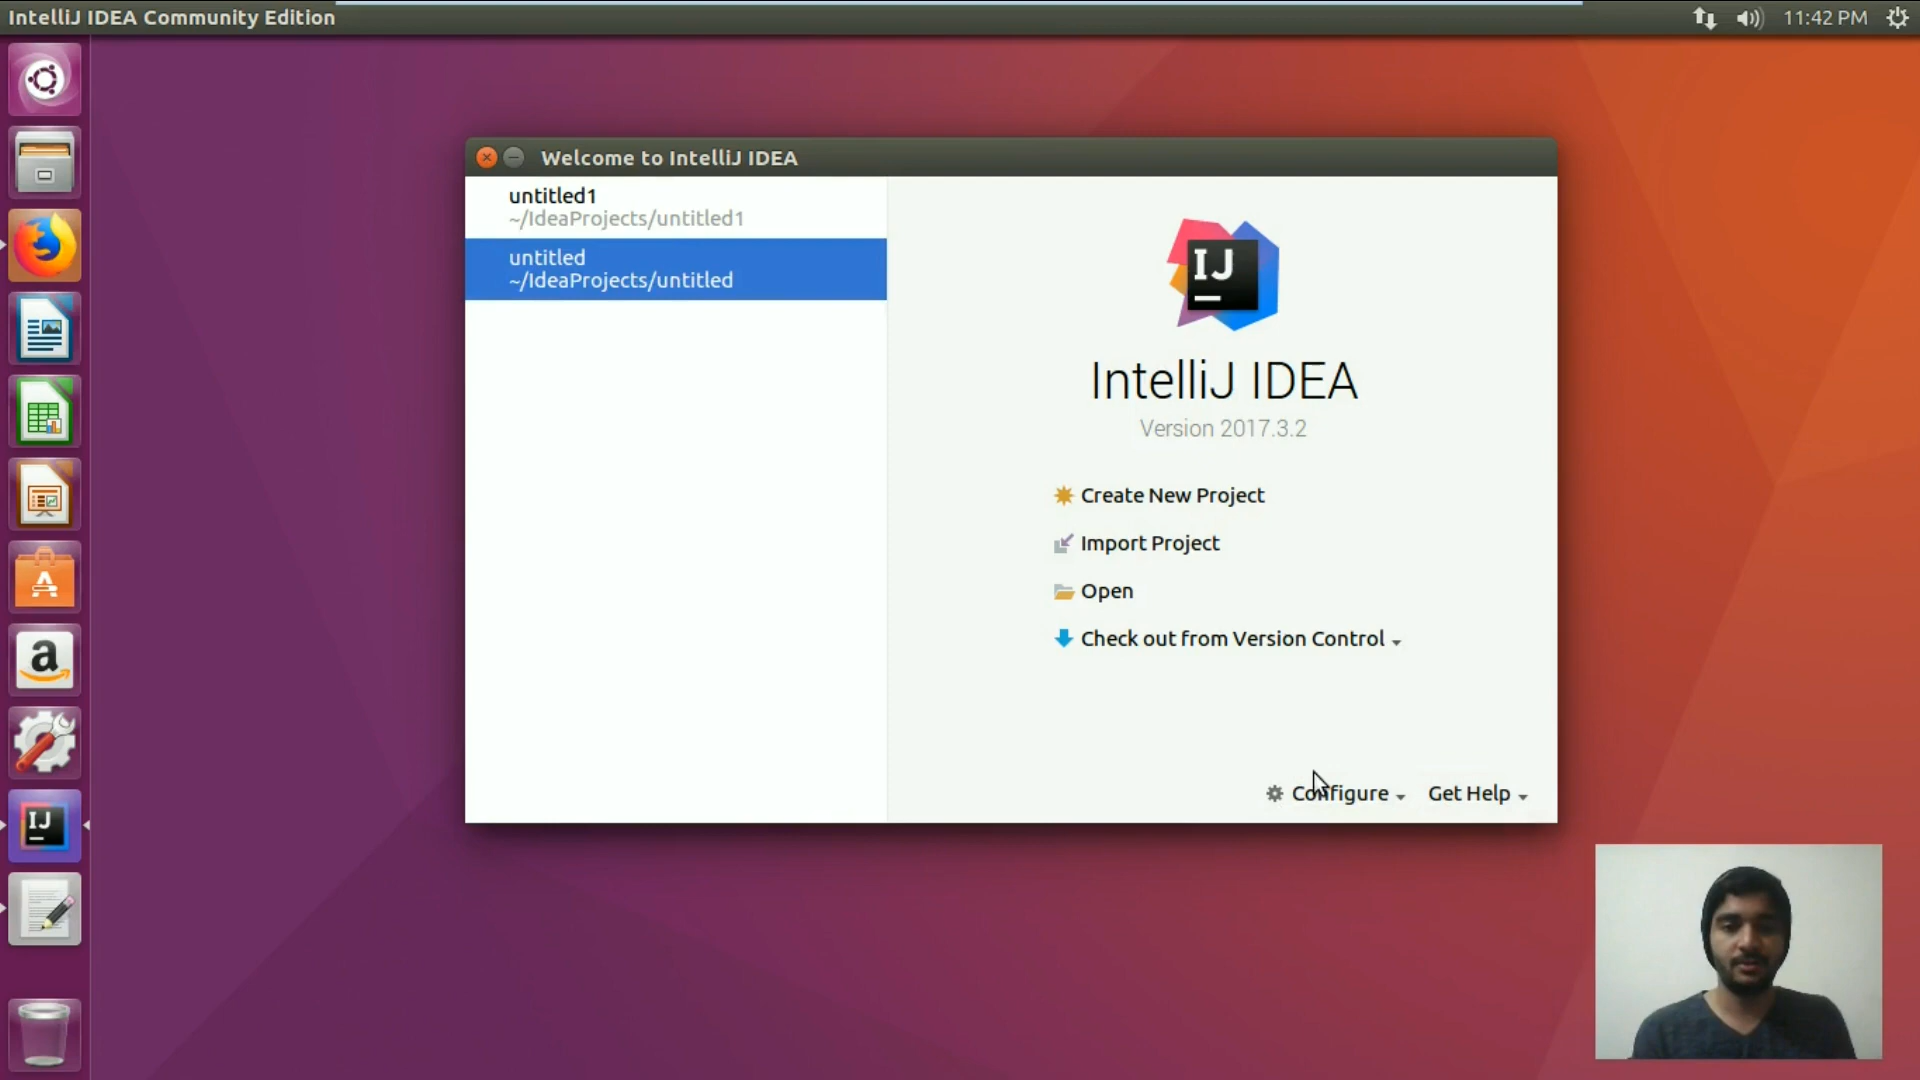 IntelliJ IDEA Community Edition
11:42 PM
Welcome to IntelliJ IDEA
untitled1
~/IdeaProjects/untitled1
untitled
~/IdeaProjects/untitled
IJ
IntelliJ IDEA
Version 2017.3.2
Create New Project
Import Project
Open
Check out from Version Control
Configure
Get Help
a
IJ